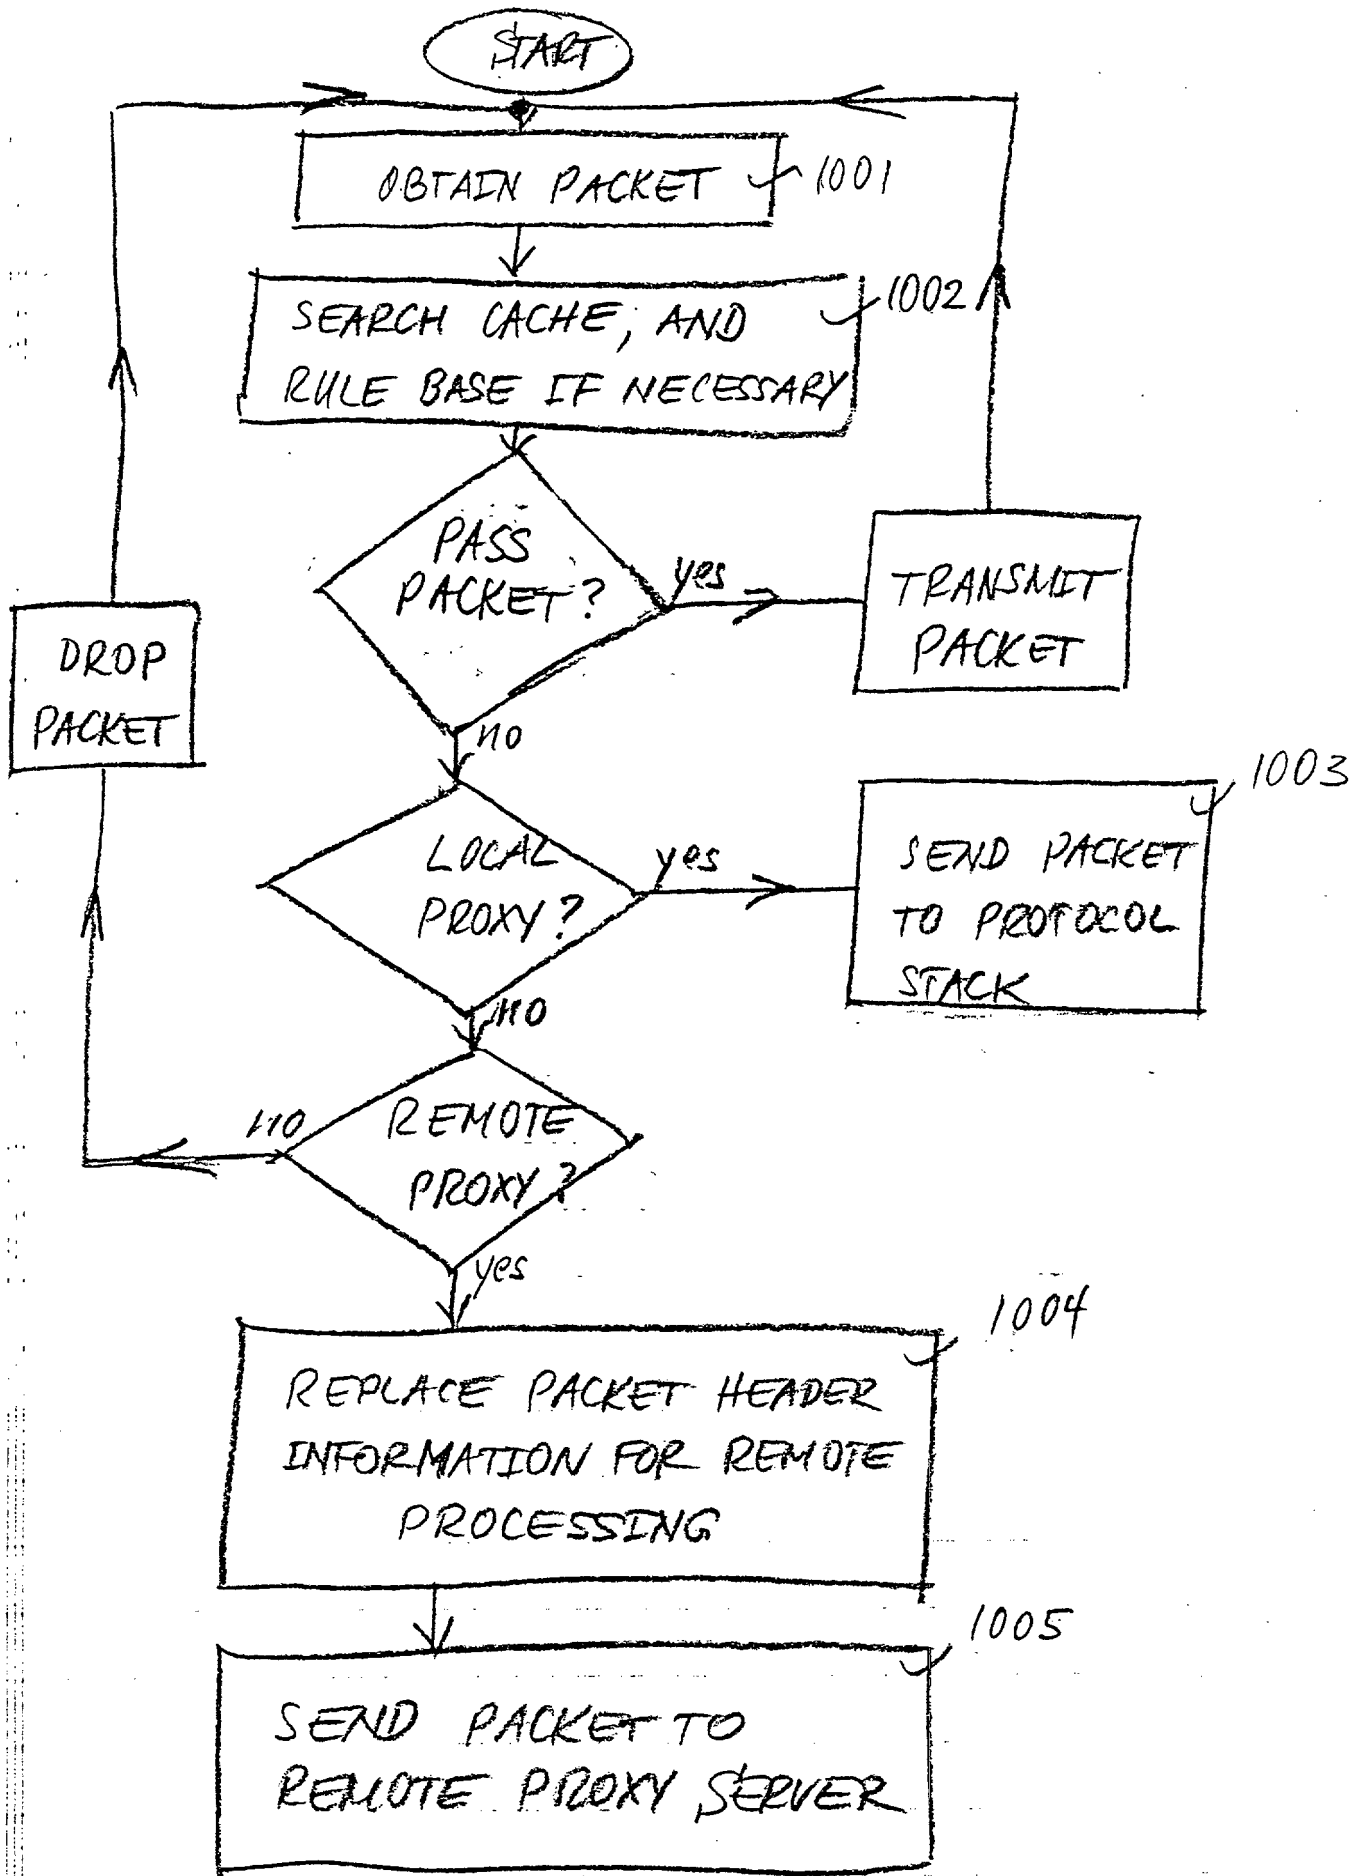 START
OBTAIN PACKET 1001
1002
SEARCH CACHE, AND
RULE BASE IF NECESSARY
PASS
PACKET?
yes
TRANSMIT
PACKET
DROP
PACKET
no
1003
LOCAL
PROXY?
yes
SEND PACKET
TO PROTOCOL
STACK
no
REMOTE
PROXY?
no
yes
1004
REPLACE PACKET HEADER
INFORMATION FOR REMOTE
PROCESSING
1005
SEND PACKET TO
REMOTE PROXY SERVER